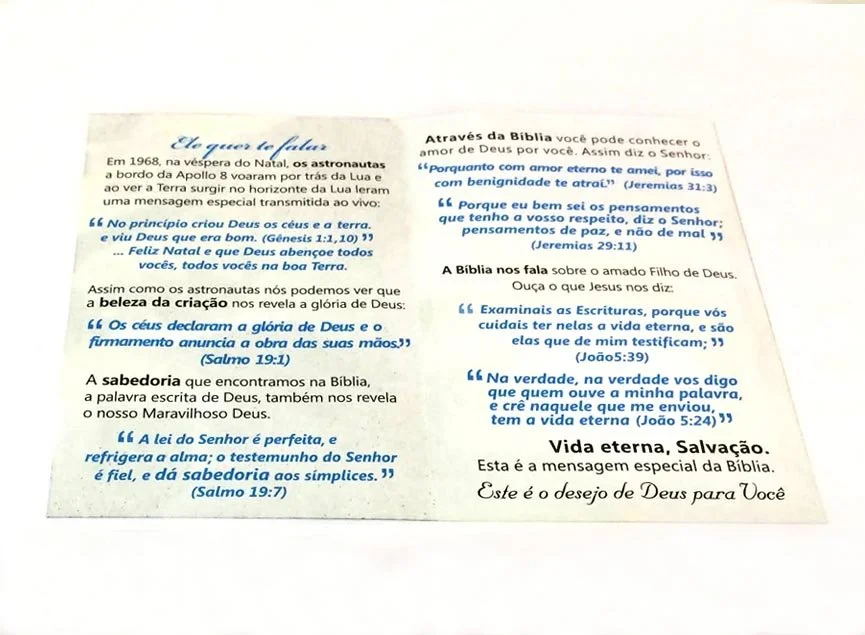 Ele quer te falar
Em 1968, na véspera do Natal, os astronautas
a bordo da Apollo 8 voaram por trás da Lua e
ao ver a Terra surgir no horizonte da Lua leram
uma mensagem especial transmitida ao vivo:
“ No princípio criou Deus os céus e a terra.
e viu Deus que era bom. (Gênesis 1:1,10) ”
... Feliz Natal e que Deus abençoe todos
vocês, todos vocês na boa Terra.
Assim como os astronautas nós podemos ver que
a beleza da criação nos revela a glória de Deus:
“ Os céus declaram a glória de Deus e o
firmamento anuncia a obra das suas mãos.”
(Salmo 19:1)
A sabedoria que encontramos na Bíblia,
a palavra escrita de Deus, também nos revela
o nosso Maravilhoso Deus.
“ A lei do Senhor é perfeita, e
refrigera a alma; o testemunho do Senhor
é fiel, e dá sabedoria aos símplices. ”
(Salmo 19:7)
Através da Bíblia você pode conhecer o
amor de Deus por você. Assim diz o Senhor:
“Porquanto com amor eterno te amei, por isso
com benignidade te atraí.” (Jeremias 31:3)
“ Porque eu bem sei os pensamentos
que tenho a vosso respeito, diz o Senhor;
pensamentos de paz, e não de mal ”
(Jeremias 29:11)
A Bíblia nos fala sobre o amado Filho de Deus.
Ouça o que Jesus nos diz:
“ Examinais as Escrituras, porque vós
cuidais ter nelas a vida eterna, e são
elas que de mim testificam; ”
(João5:39)
“ Na verdade, na verdade vos digo
que quem ouve a minha palavra,
e crê naquele que me enviou,
tem a vida eterna (João 5:24) ”
Vida eterna, Salvação.
Esta é a mensagem especial da Bíblia.
Este é o desejo de Deus para Você